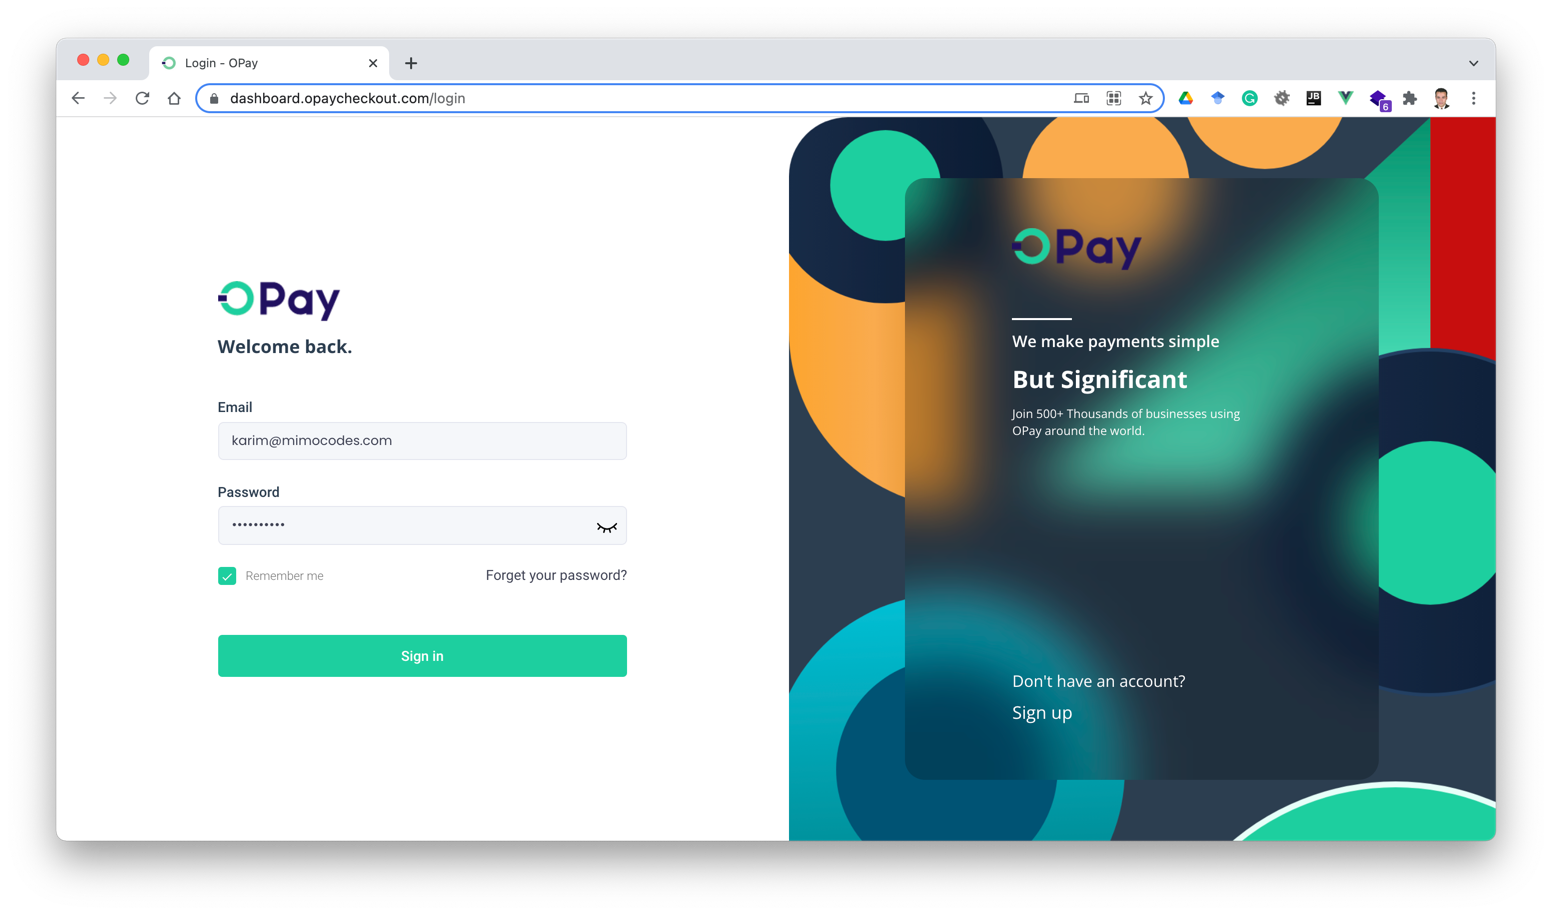 Login - OPay
dashboard.opaycheckout.com/login
JB
6
OPay
Welcome back.
Email
karim@mimocodes.com
Password
••••••••••
Remember me
Forget your password?
Sign in
OPay
We make payments simple
But Significant
Join 500+ Thousands of businesses using
OPay around the world.
Don't have an account?
Sign up